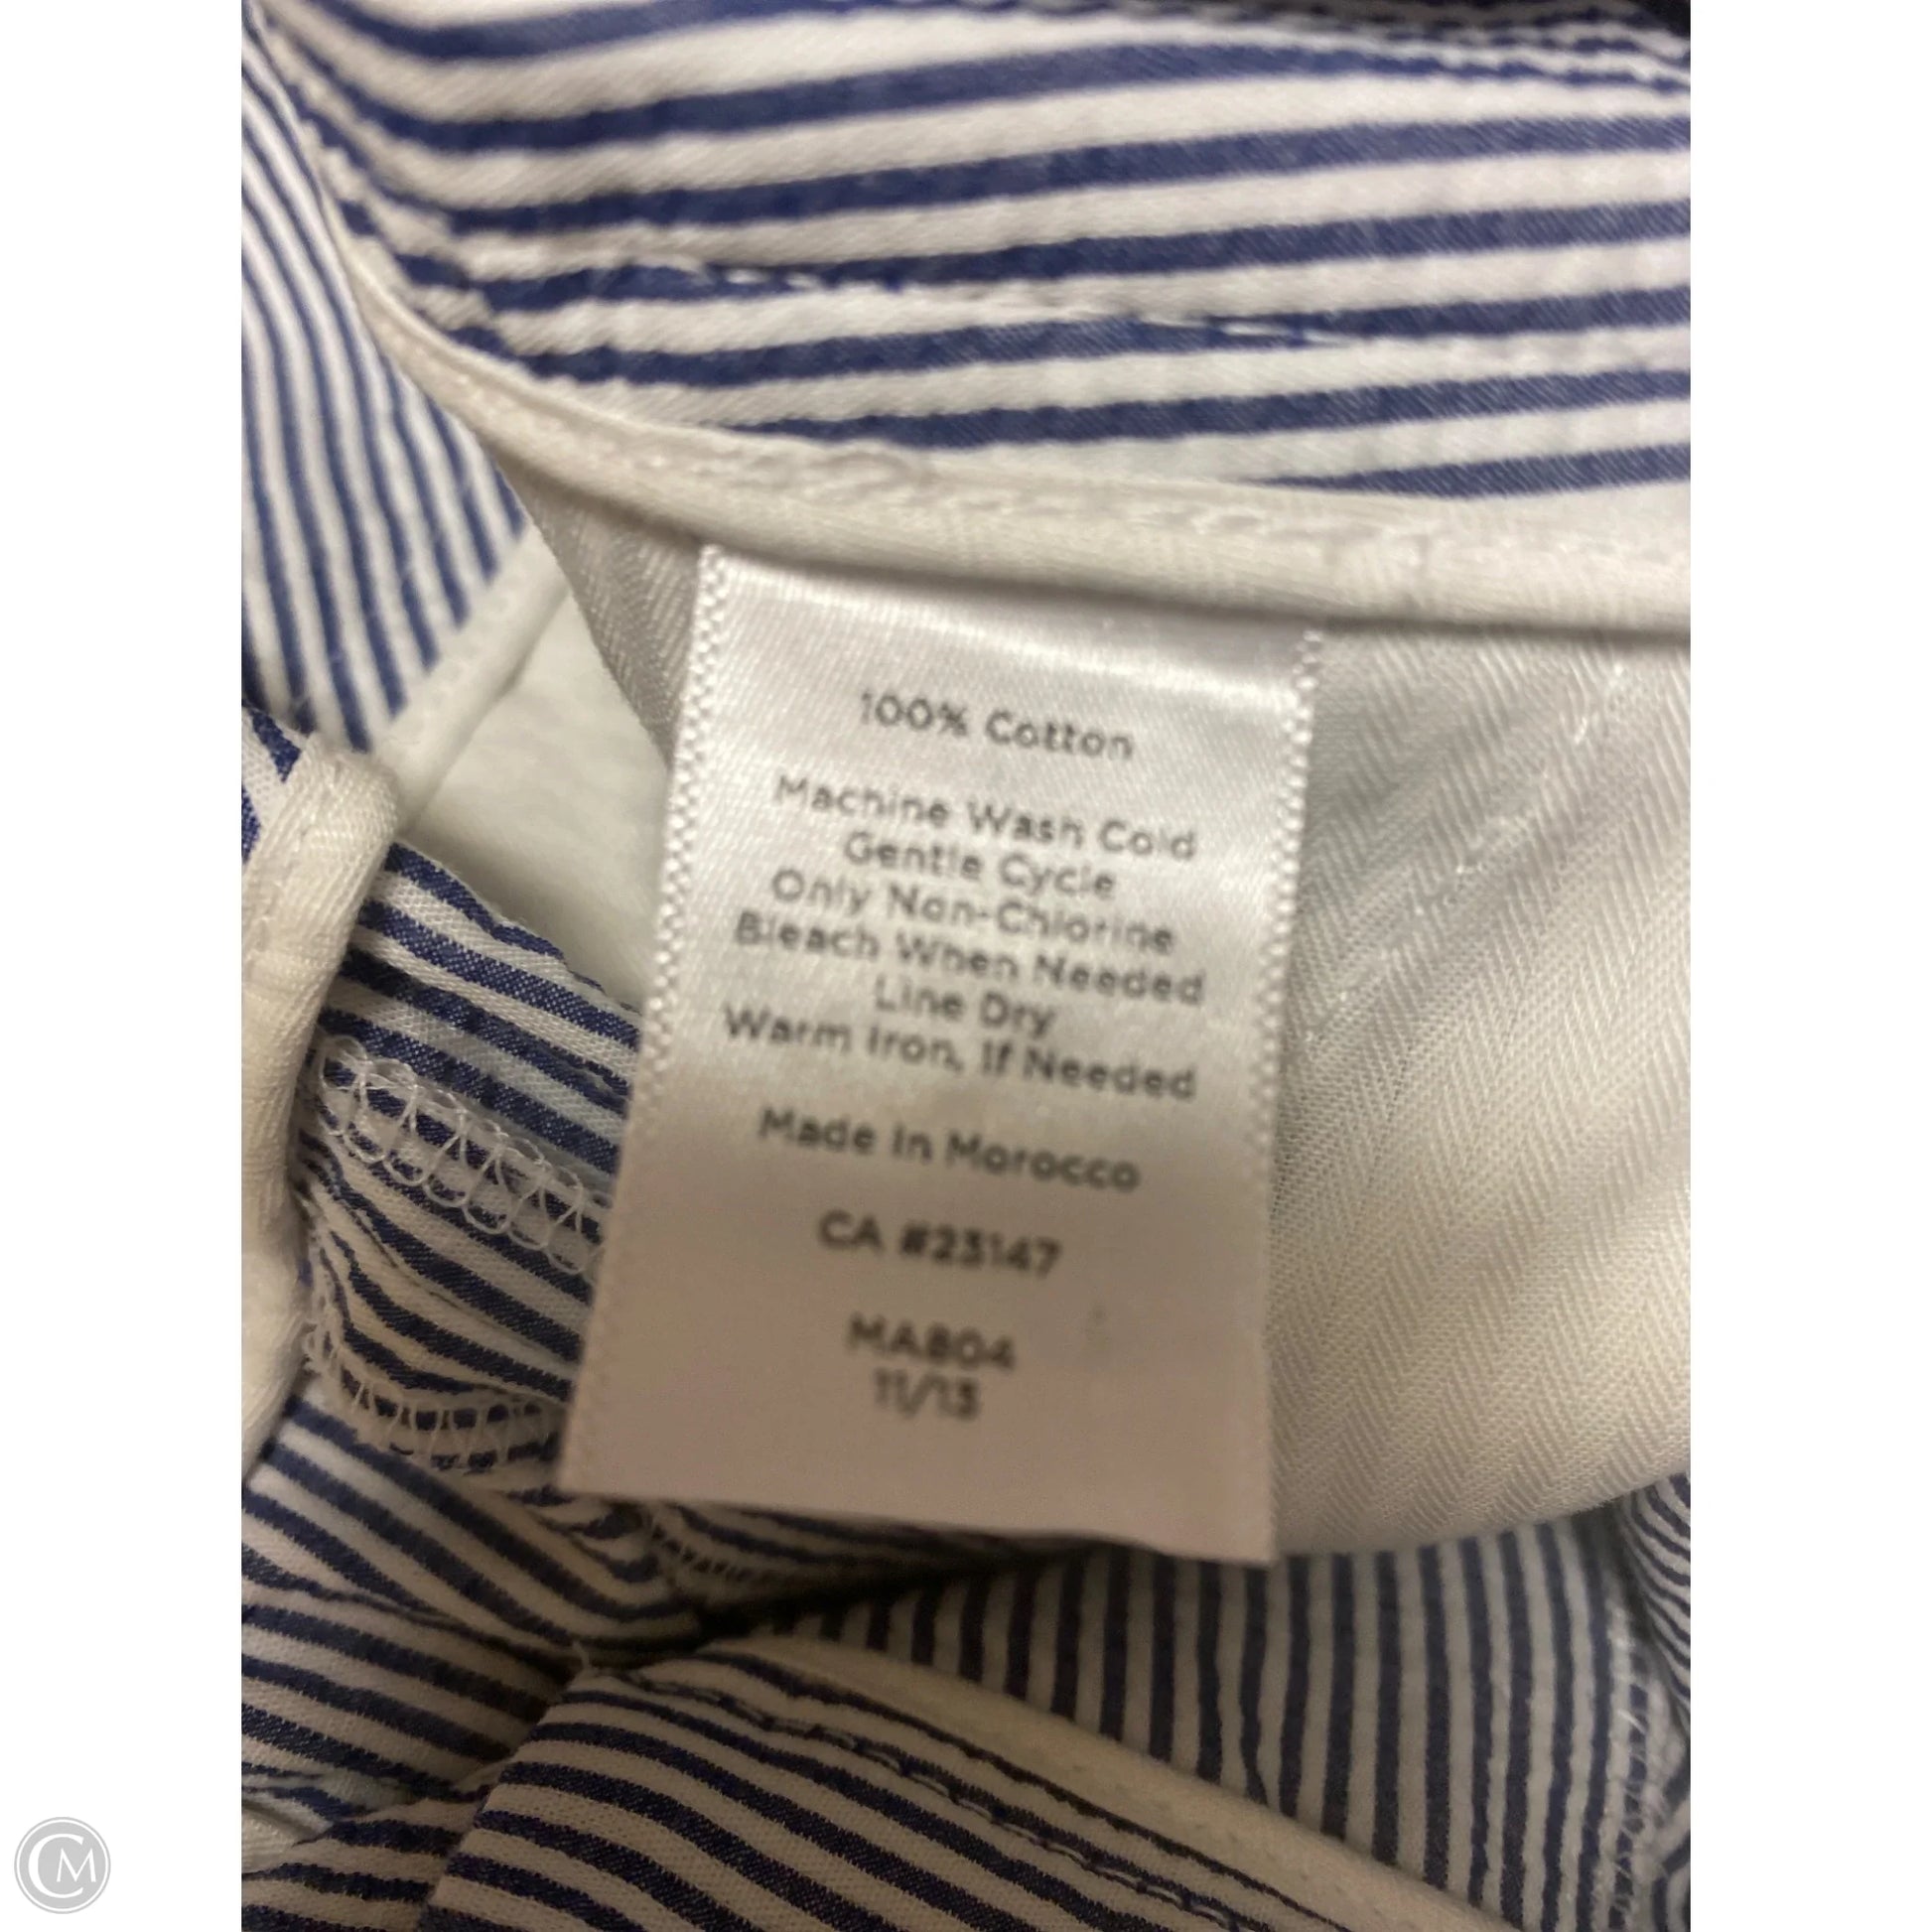 100% Cotton
Machine Wash Cold
Gentle Cycle
Only Non-Chlorine
Bleach When Needed
Line Dry
Warm Iron, If Needed
Made In Morocco
CA #23147
MA804
11/13
CM